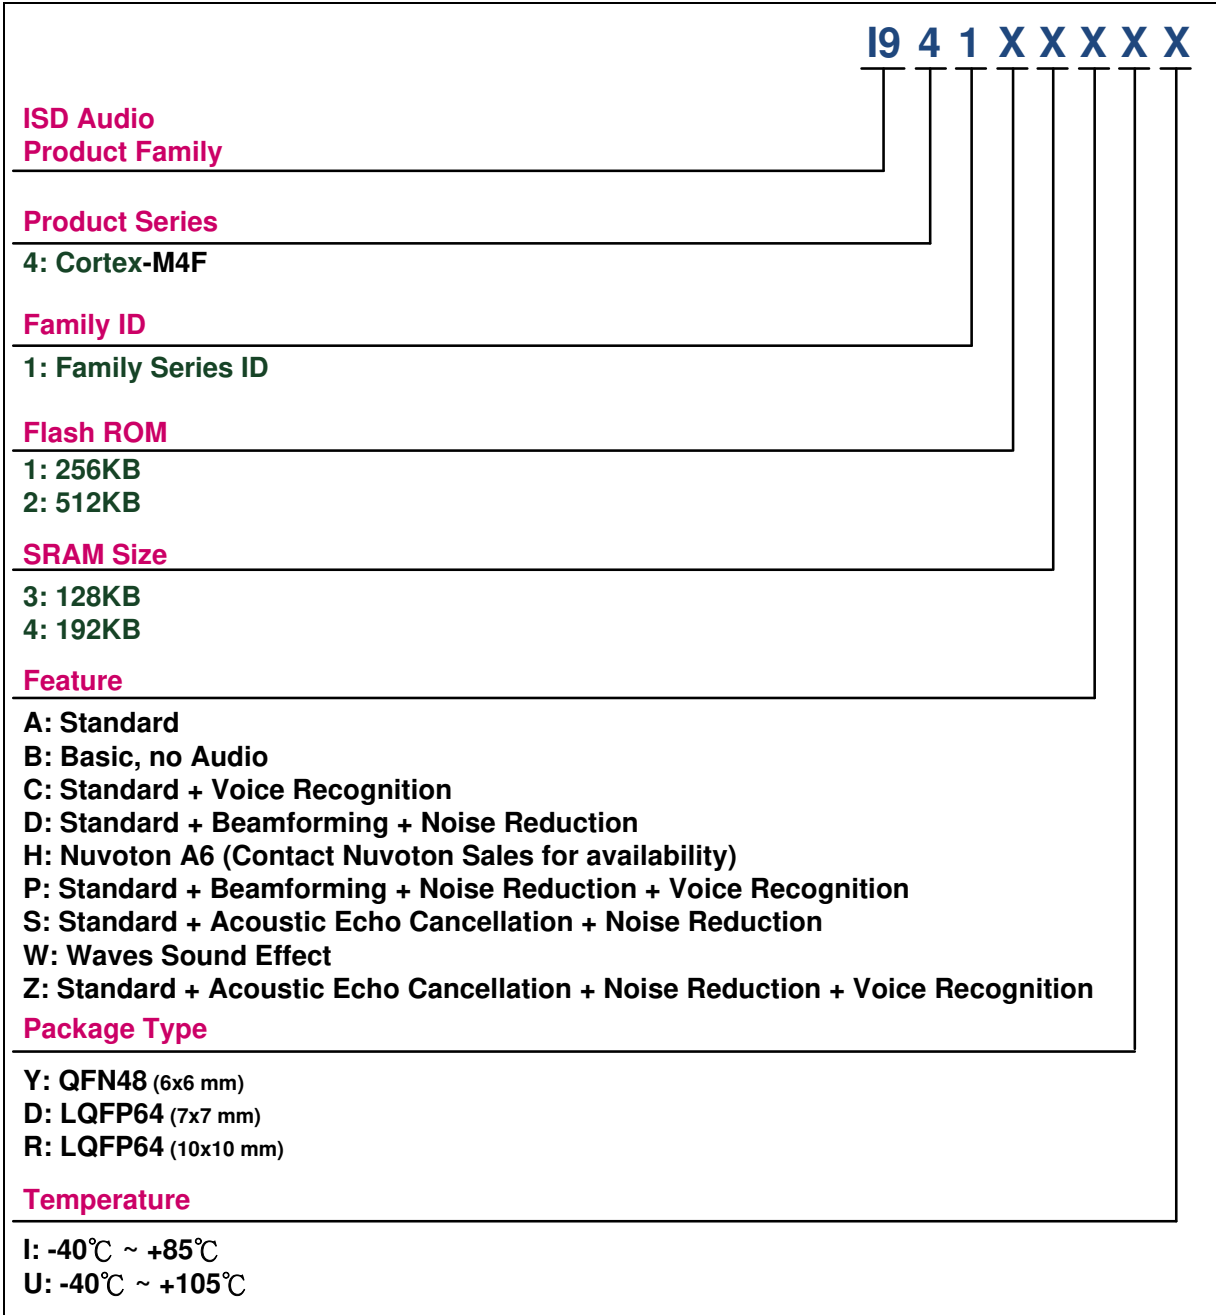 I9 4 1 X X X X X
ISD Audio
Product Family
Product Series
4: Cortex-M4F
Family ID
1: Family Series ID
Flash ROM
1: 256KB
2: 512KB
SRAM Size
3: 128KB
4: 192KB
Feature
A: Standard
B: Basic, no Audio
C: Standard + Voice Recognition
D: Standard + Beamforming + Noise Reduction
H: Nuvoton A6 (Contact Nuvoton Sales for availability)
P: Standard + Beamforming + Noise Reduction + Voice Recognition
S: Standard + Acoustic Echo Cancellation + Noise Reduction
W: Waves Sound Effect
Z: Standard + Acoustic Echo Cancellation + Noise Reduction + Voice Recognition
Package Type
Y: QFN48 (6x6 mm)
D: LQFP64 (7x7 mm)
R: LQFP64 (10x10 mm)
Temperature
I: -40℃ ~ +85℃
U: -40℃ ~ +105℃